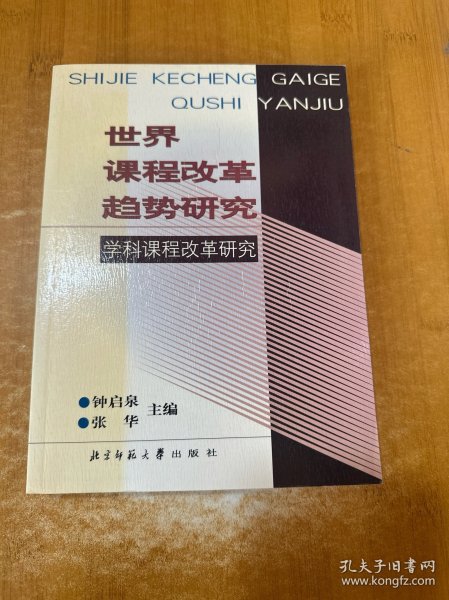 SHIJIE KECHENG GAIGE
QUSHI YANJIU
世界
课程改革
趋势研究
学科课程改革研究
●钟启泉
●张 华 主编
北京师范大学出版社
孔夫子旧书网
www.kongfz.com